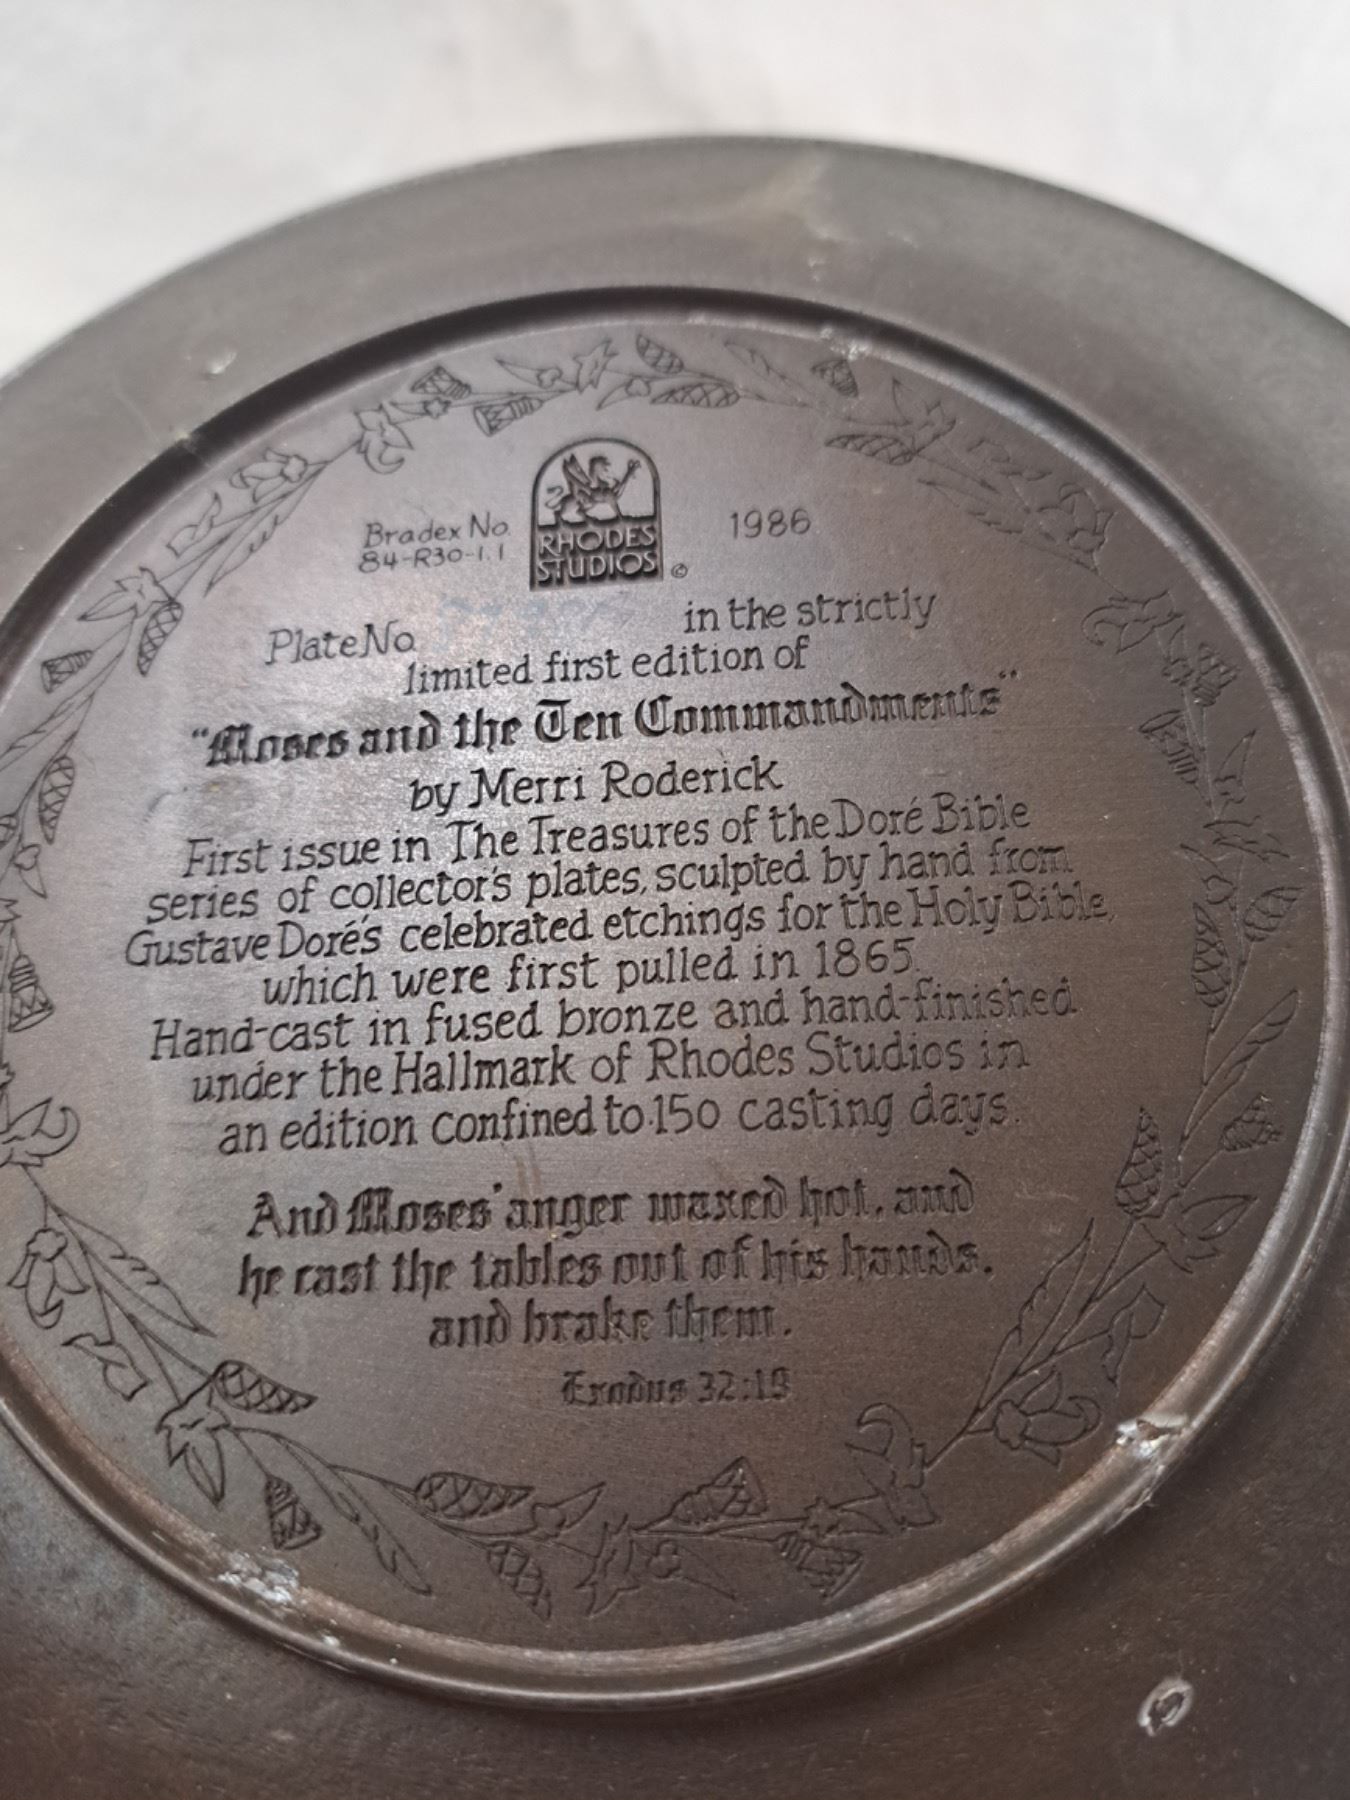 Bradex No.
84-R30-1.1
RHODES
STUDIOS ©
1986
Plate No. in the strictly
limited first edition of
"Moses and the Ten Commandments"
by Merri Roderick
First issue in The Treasures of the Doré Bible
series of collector's plates, sculpted by hand from
Gustave Doré's celebrated etchings for the Holy Bible,
which were first pulled in 1865.
Hand-cast in fused bronze and hand-finished
under the Hallmark of Rhodes Studios in
an edition confined to 150 casting days.
And Moses' anger waxed hot, and
he cast the tables out of his hands,
and brake them.
Exodus 32:19